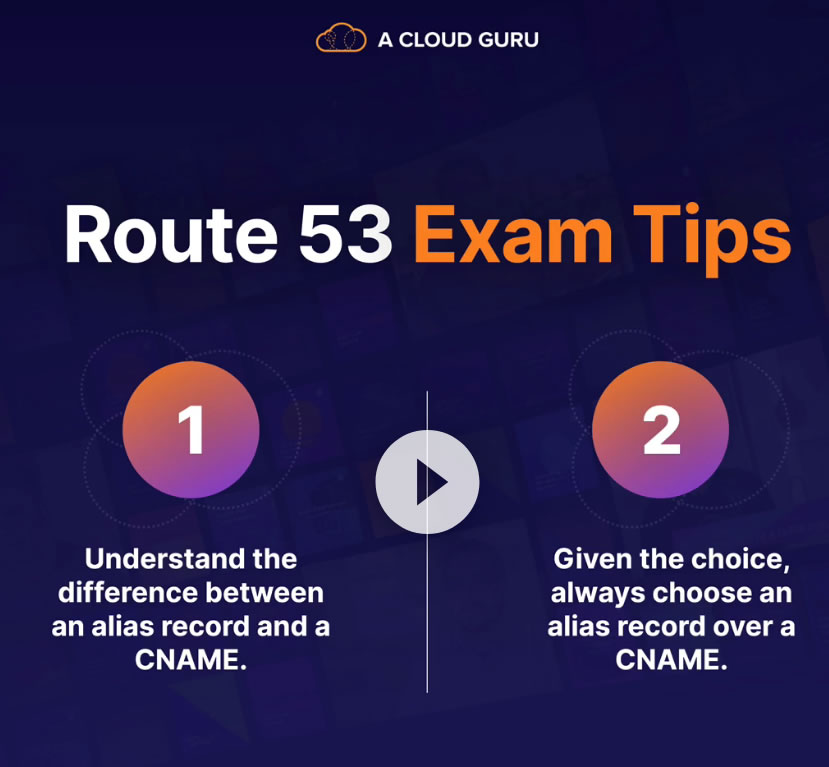 A CLOUD GURU
Route 53 Exam Tips
1
Understand the
difference between
an alias record and a
CNAME.
2
Given the choice,
always choose an
alias record over a
CNAME.